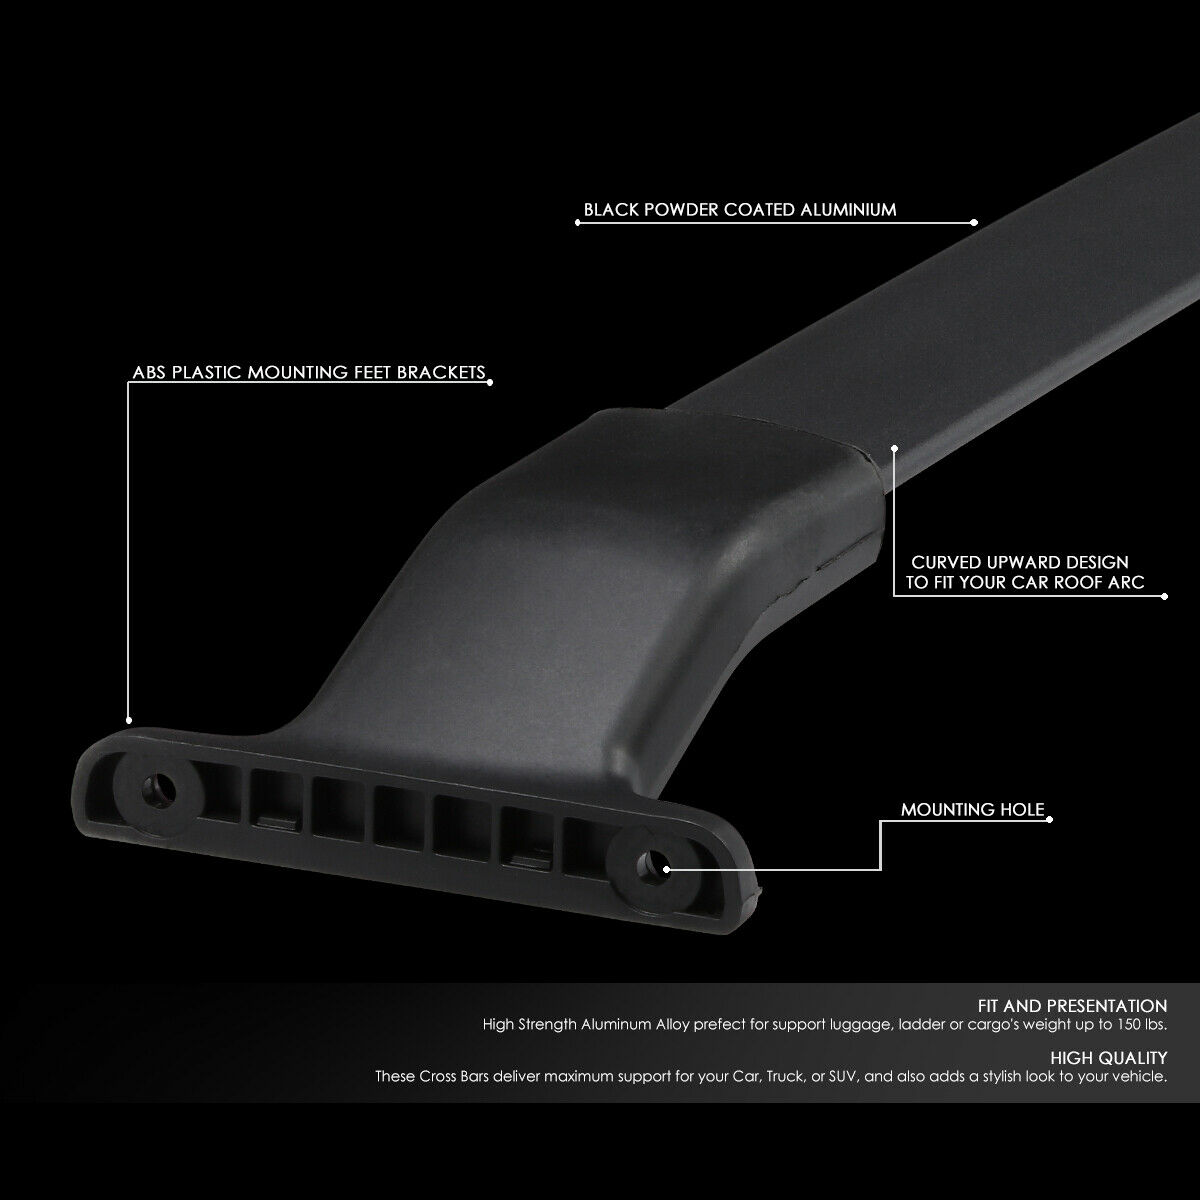 BLACK POWDER COATED ALUMINIUM
ABS PLASTIC MOUNTING FEET BRACKETS
CURVED UPWARD DESIGN
TO FIT YOUR CAR ROOF ARC
MOUNTING HOLE
FIT AND PRESENTATION
High Strength Aluminum Alloy prefect for support luggage, ladder or cargo's weight up to 150 lbs.
HIGH QUALITY
These Cross Bars deliver maximum support for your Car, Truck, or SUV, and also adds a stylish look to your vehicle.